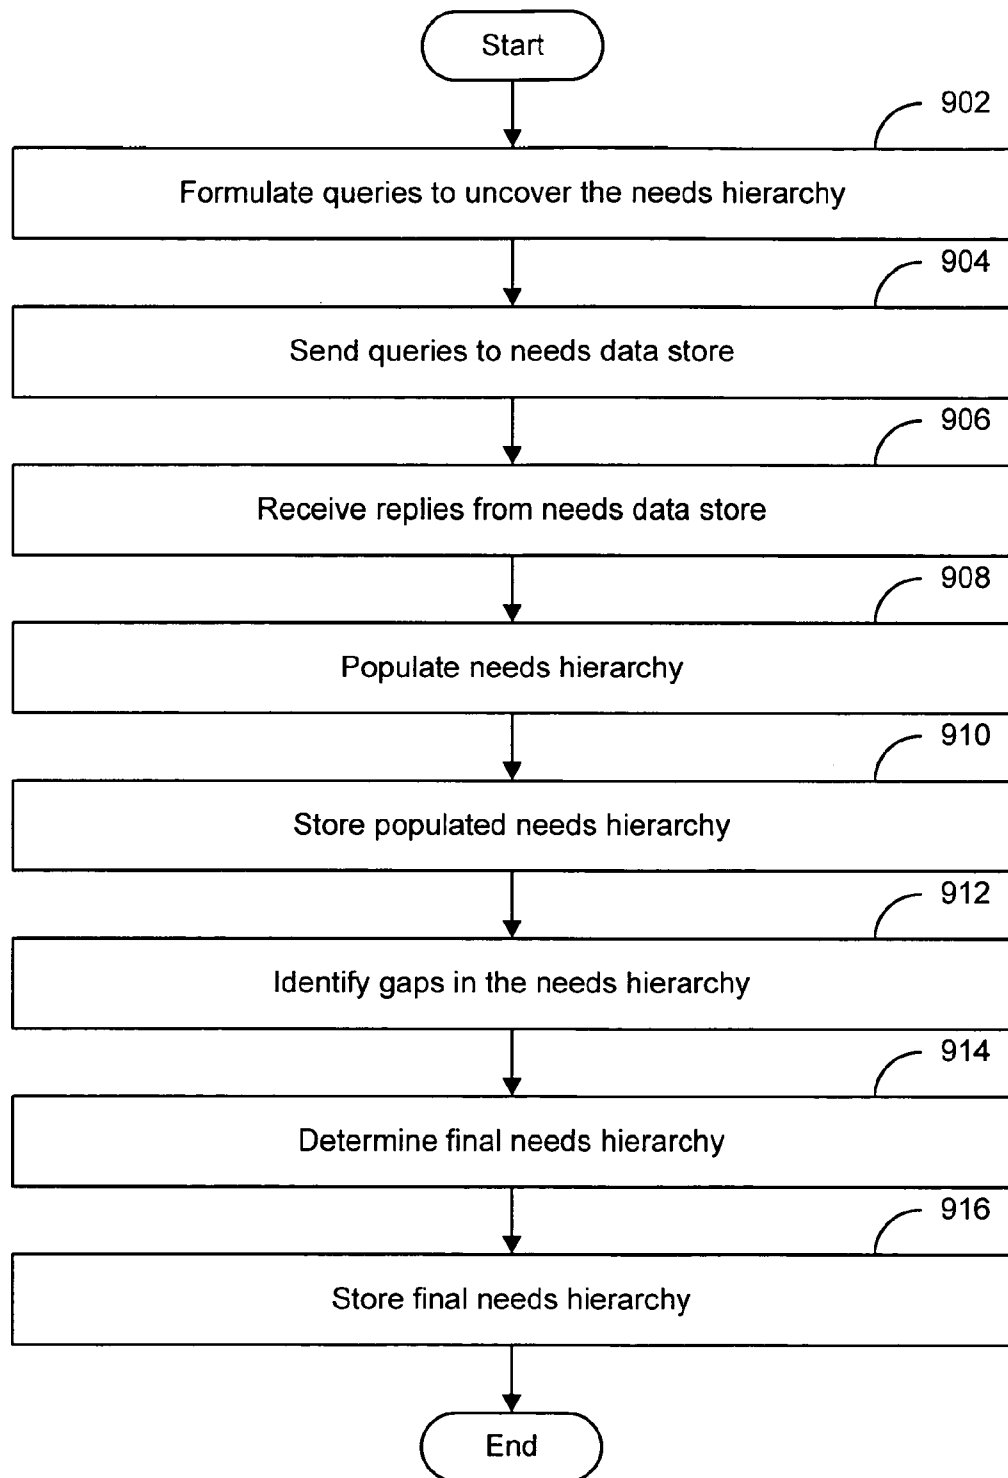 Start
902
Formulate queries to uncover the needs hierarchy
904
Send queries to needs data store
906
Receive replies from needs data store
908
Populate needs hierarchy
910
Store populated needs hierarchy
912
Identify gaps in the needs hierarchy
914
Determine final needs hierarchy
916
Store final needs hierarchy
End